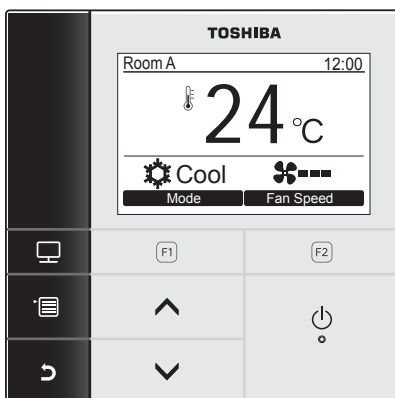 TOSHIBA
Room A 12:00
24 °C
Cool
Mode Fan Speed
F1 F2